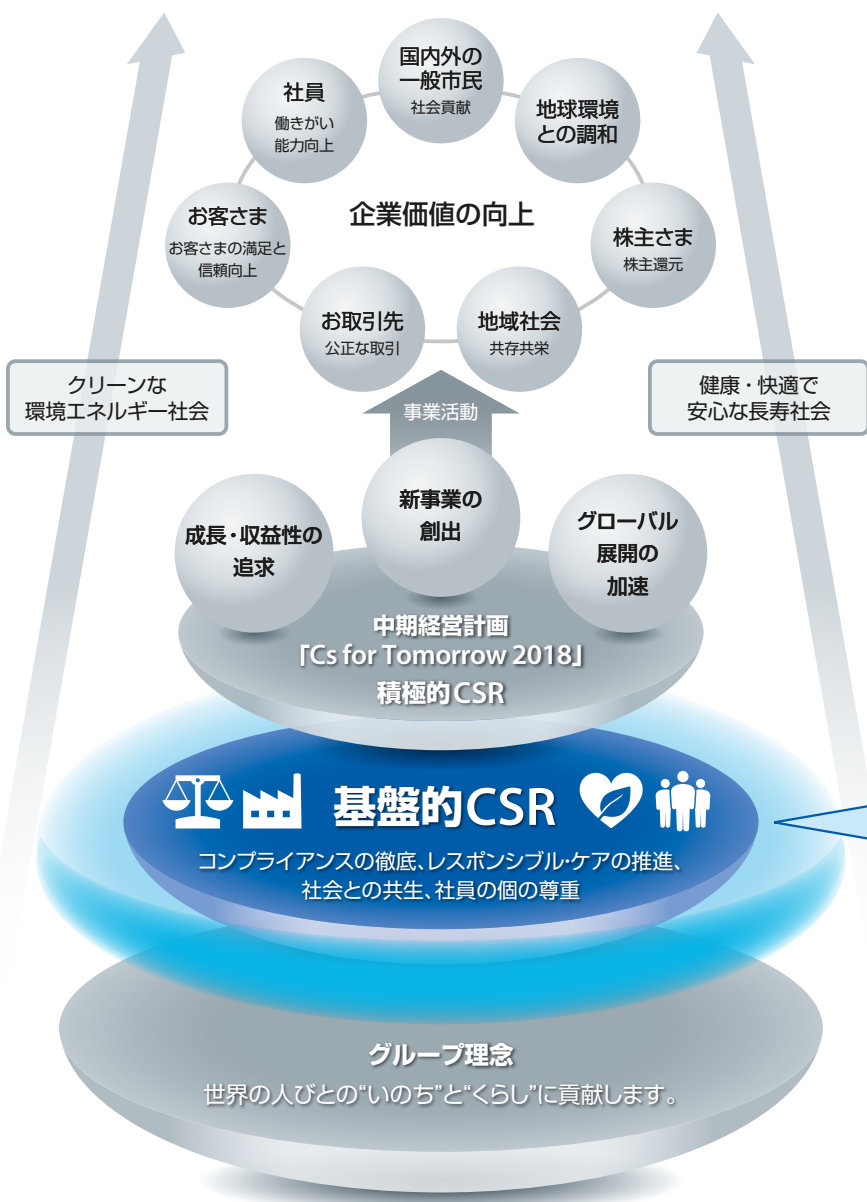 国内外の
一般市民
社会貢献
社員
働きがい
能力向上
地球環境
との調和
お客さま
お客さまの満足と
信頼向上
企業価値の向上
株主さま
株主還元
お取引先
公正な取引
地域社会
共存共栄
クリーンな
環境エネルギー社会
健康・快適で
安心な長寿社会
事業活動
成長・収益性の
追求
新事業の
創出
グローバル
展開の
加速
中期経営計画
「Cs for Tomorrow 2018」
積極的CSR
基盤的CSR
コンプライアンスの徹底、レスポンシブル・ケアの推進、
社会との共生、社員の個の尊重
グループ理念
世界の人びとの“いのち”と“くらし”に貢献します。